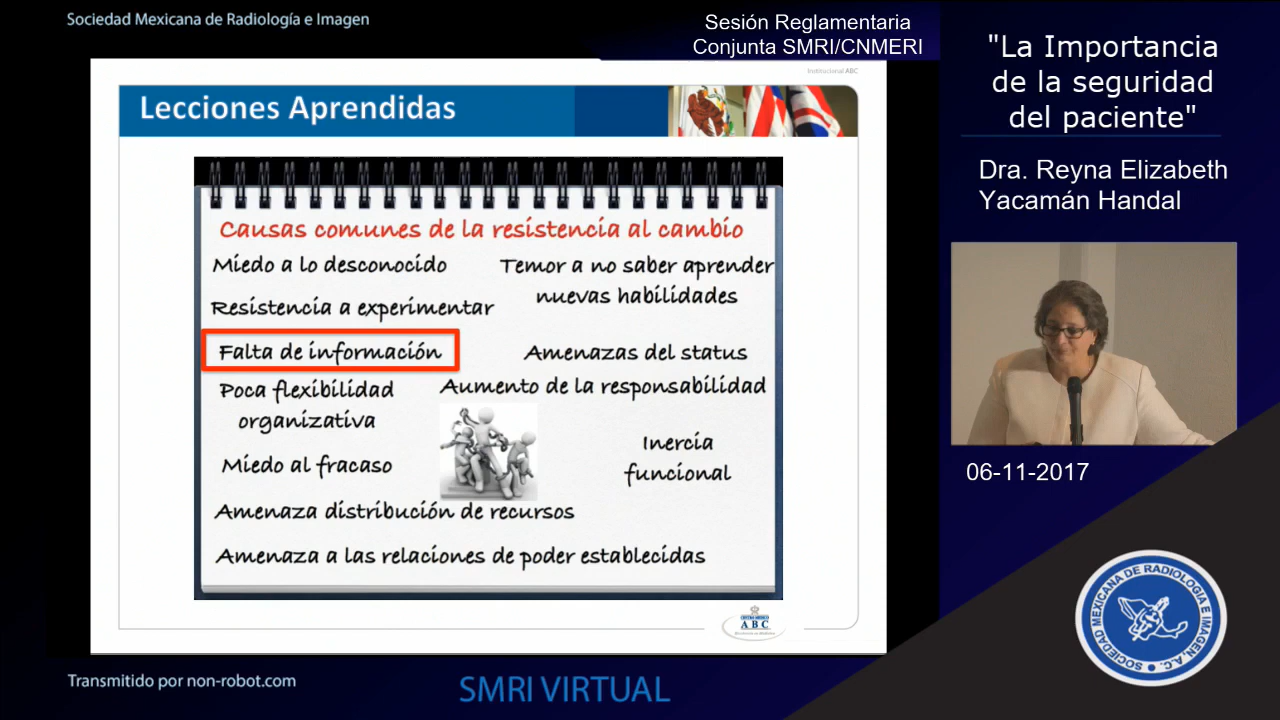 Sociedad Mexicana de Radiología e Imagen
Sesión Reglamentaria
Conjunta SMRI/CNMERI
"La Importancia
de la seguridad
del paciente"
Dra. Reyna Elizabeth
Yacamán Handal
06-11-2017
Institucional ABC
Lecciones Aprendidas
Causas comunes de la resistencia al cambio
Miedo a lo desconocido
Temor a no saber aprender
nuevas habilidades
Resistencia a experimentar
Falta de información
Amenazas del status
Poca flexibilidad
organizativa
Aumento de la responsabilidad
Miedo al fracaso
Inercia
funcional
Amenaza distribución de recursos
Amenaza a las relaciones de poder establecidas
CENTRO MEDICO
ABC
SOCIEDAD MEXICANA DE RADIOLOGIA E IMAGEN, A.C.
Transmitido por non-robot.com
SMRI VIRTUAL